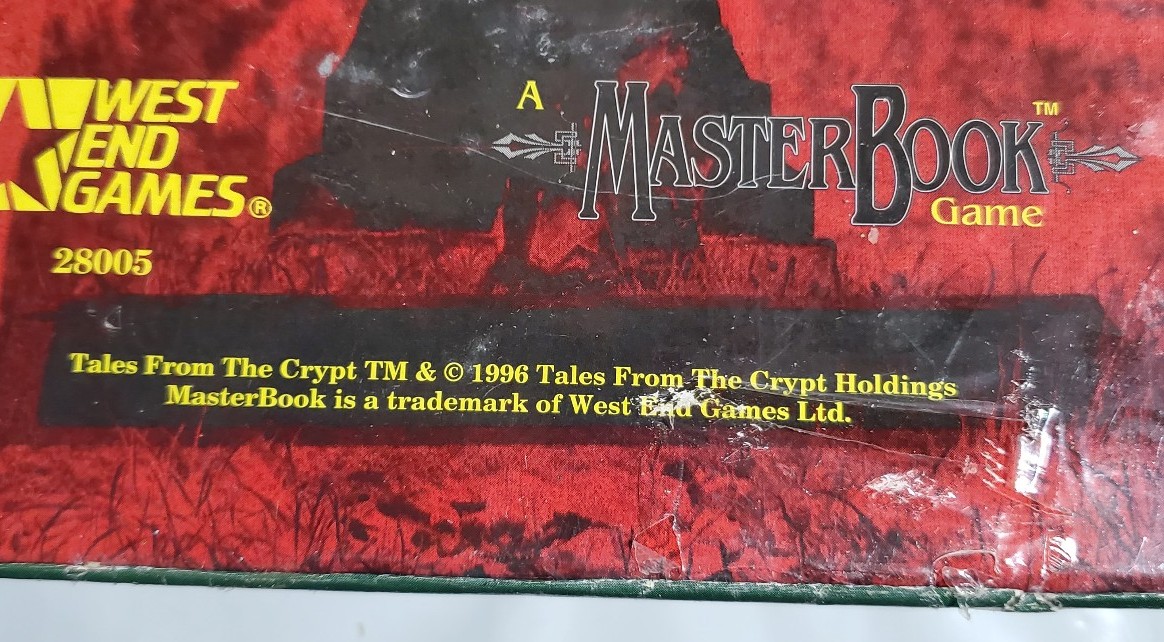 WEST
END
GAMES®
28005
A
MASTERBOOK™
Game
Tales From The Crypt TM & © 1996 Tales From The Crypt Holdings
MasterBook is a trademark of West End Games Ltd.